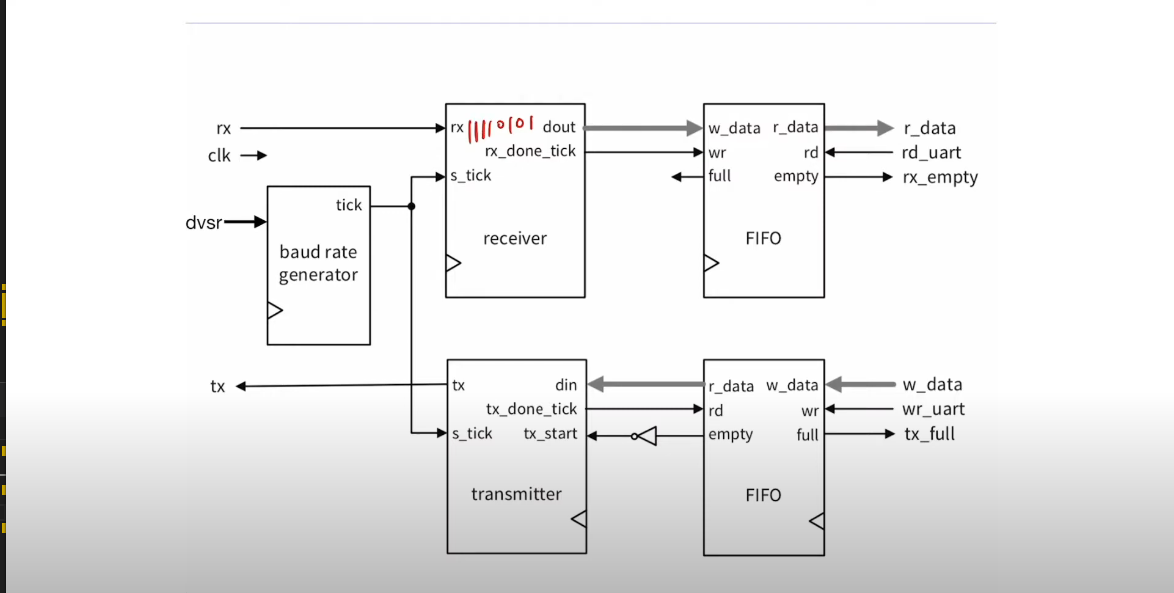 rx
clk
dvsr
tick
baud rate
generator
rx 11110101 dout
rx_done_tick
s_tick
receiver
w_data r_data
wr rd
full empty
FIFO
r_data
rd_uart
rx_empty
tx
tx din
tx_done_tick
s_tick tx_start
transmitter
r_data w_data
rd wr
empty full
FIFO
w_data
wr_uart
tx_full